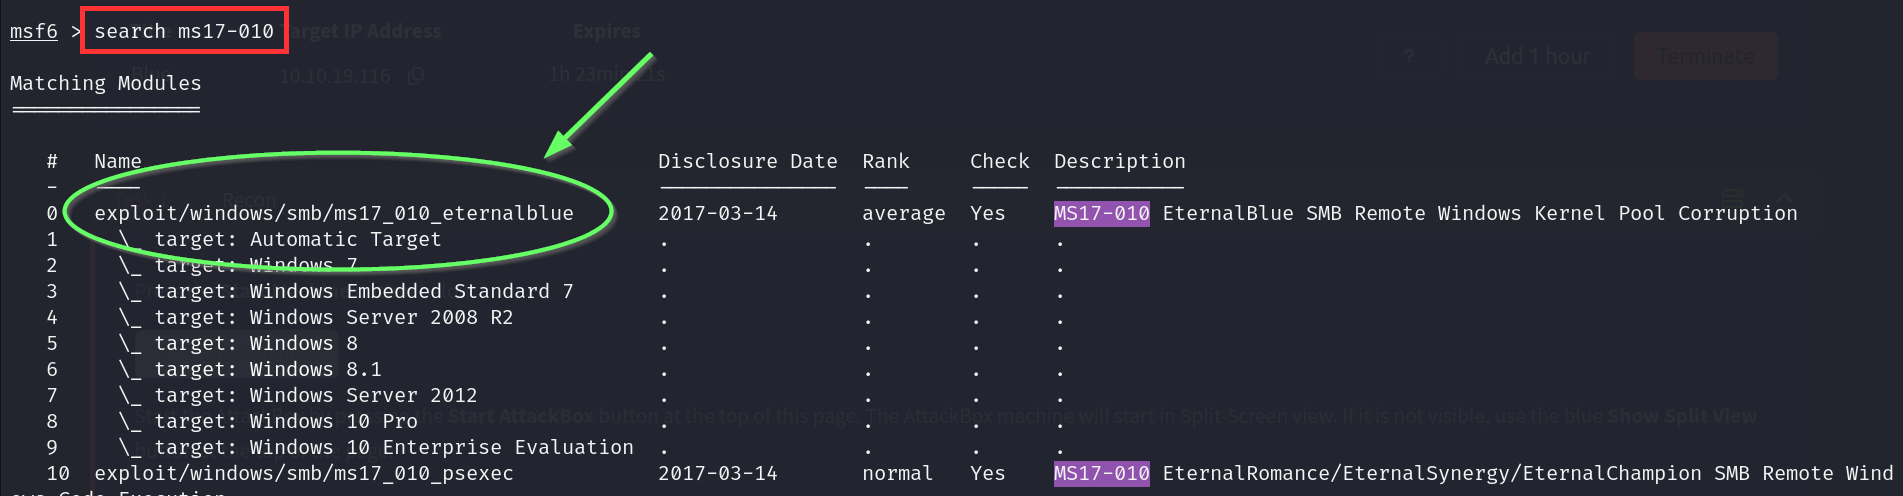 msf6 > search ms17-010
Target IP Address Expires
10.10.19.116 1h 23min 21s ? Add 1 hour Terminate
Matching Modules
================
# Name Disclosure Date Rank Check Description
- ---- --------------- ---- ----- -----------
Recon
0 exploit/windows/smb/ms17_010_eternalblue 2017-03-14 average Yes MS17-010 EternalBlue SMB Remote Windows Kernel Pool Corruption
1 \_ target: Automatic Target . . . .
2 \_ target: Windows 7 . . . .
3 \_ target: Windows Embedded Standard 7 . . . .
4 \_ target: Windows Server 2008 R2 . . . .
5 \_ target: Windows 8 . . . .
6 \_ target: Windows 8.1 . . . .
7 \_ target: Windows Server 2012 . . . .
the Start AttackBox button at the top of this page. The AttackBox machine will start in Split-Screen view. If it is not visible, use the blue Show Split View
8 \_ target: Windows 10 Pro . . . .
9 \_ target: Windows 10 Enterprise Evaluation . . . .
10 exploit/windows/smb/ms17_010_psexec 2017-03-14 normal Yes MS17-010 EternalRomance/EternalSynergy/EternalChampion SMB Remote Wind
ows Code Execution